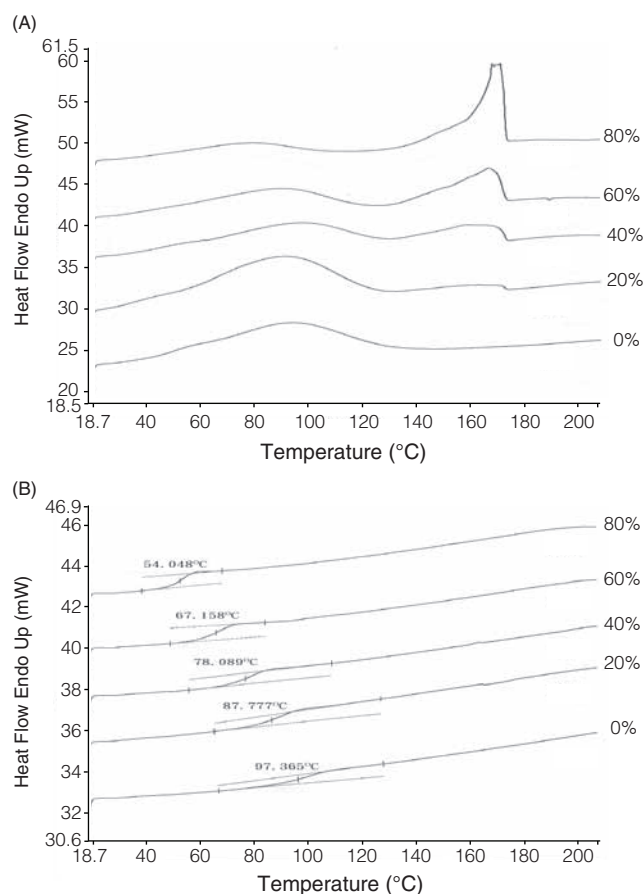 (A)
61.5
60
55
50
45
40
35
30
25
20
18.5
Heat Flow Endo Up (mW)
80%
60%
40%
20%
0%
18.7 40 60 80 100 120 140 160 180 200
Temperature (°C)
(B)
46.9
46
44
42
40
38
36
34
32
30.6
Heat Flow Endo Up (mW)
54.048°C
67.158°C
78.089°C
87.777°C
97.365°C
80%
60%
40%
20%
0%
18.7 40 60 80 100 120 140 160 180 200
Temperature (°C)